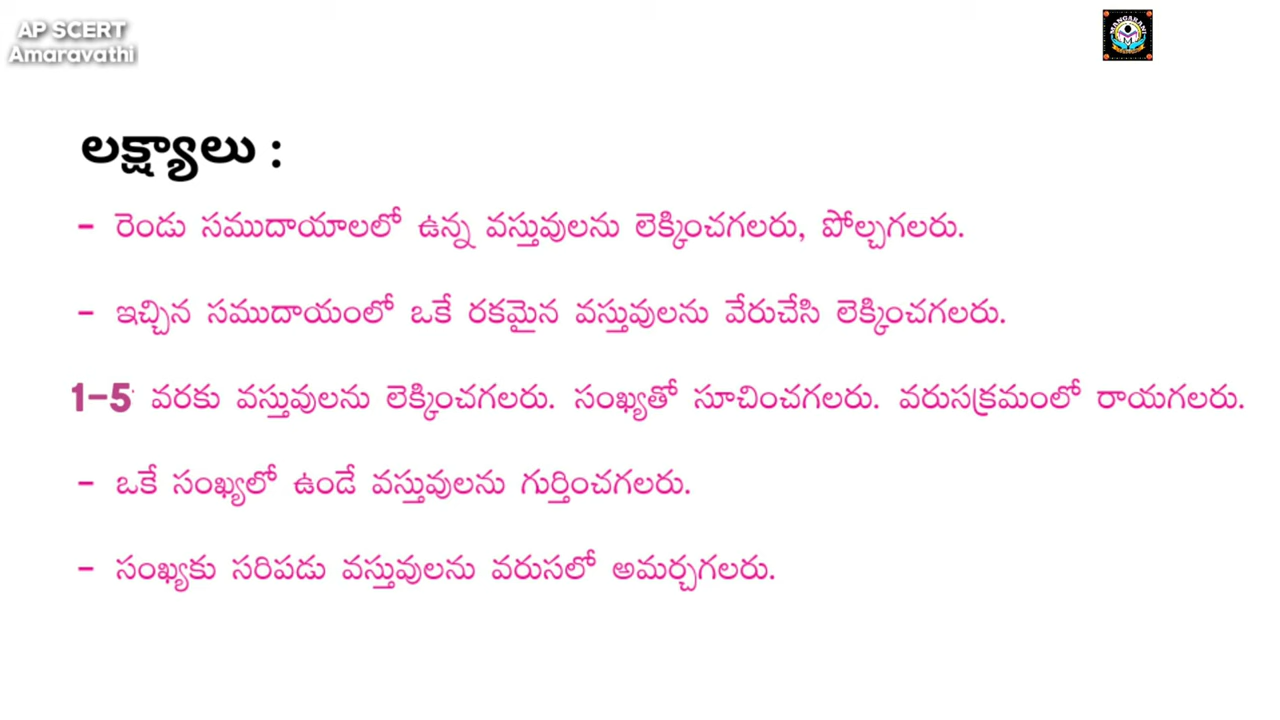 AP SCERT
Amaravathi
MANGARANI
లక్ష్యాలు :
- రెండు సముదాయాలలో ఉన్న వస్తువులను లెక్కించగలరు, పోల్చగలరు.
- ఇచ్చిన సముదాయంలో ఒకే రకమైన వస్తువులను వేరుచేసి లెక్కించగలరు.
1-5 వరకు వస్తువులను లెక్కించగలరు. సంఖ్యతో సూచించగలరు. వరుసక్రమంలో రాయగలరు.
- ఒకే సంఖ్యలో ఉండే వస్తువులను గుర్తించగలరు.
- సంఖ్యకు సరిపడు వస్తువులను వరుసలో అమర్చగలరు.